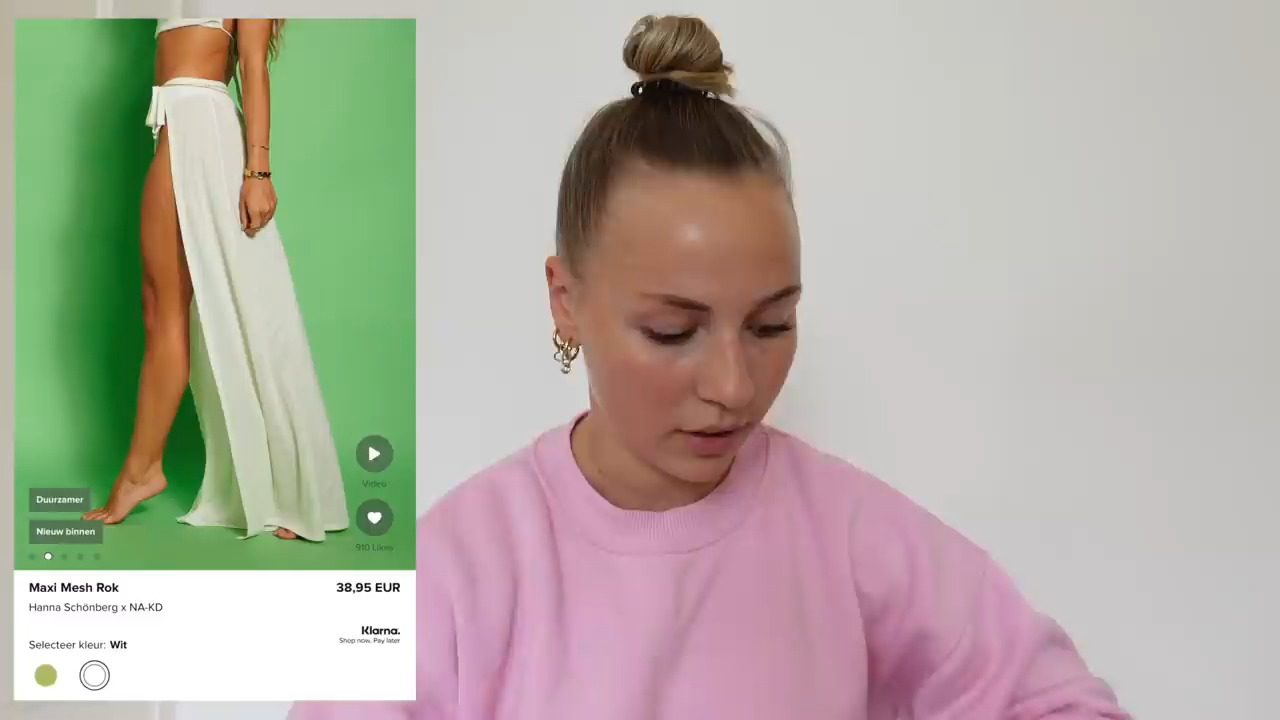 Video
Duurzamer
Nieuw binnen
910 Likes
Maxi Mesh Rok
38,95 EUR
Hanna Schönberg x NA-KD
Klarna.
Shop now. Pay later
Selecteer kleur: Wit